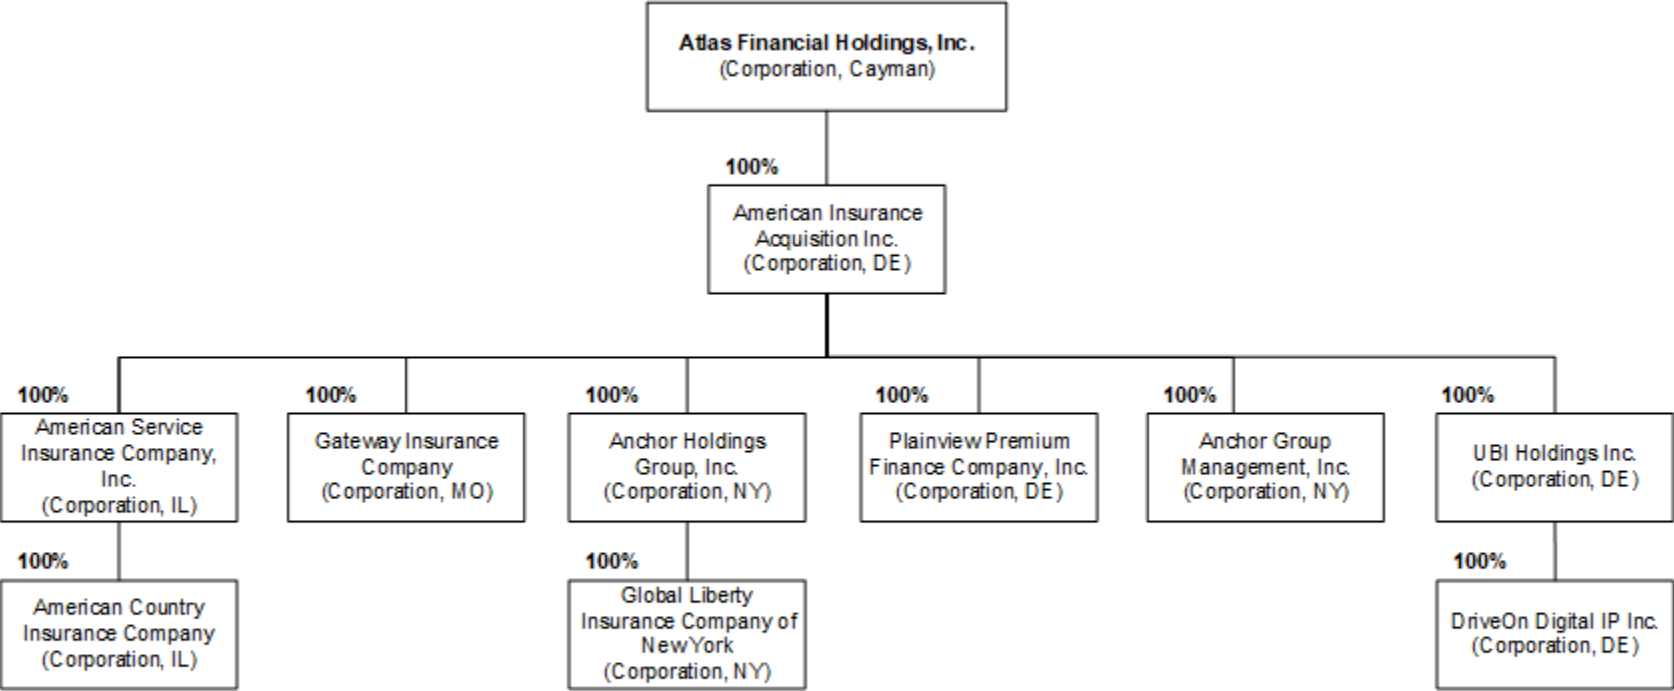 Atlas Financial Holdings, Inc.
(Corporation, Cayman)
100%
American Insurance
Acquisition Inc.
(Corporation, DE)
100%
American Service
Insurance Company,
Inc.
(Corporation, IL)
100%
Gateway Insurance
Company
(Corporation, MO)
100%
Anchor Holdings
Group, Inc.
(Corporation, NY)
100%
Plainview Premium
Finance Company, Inc.
(Corporation, DE)
100%
Anchor Group
Management, Inc.
(Corporation, NY)
100%
UBI Holdings Inc.
(Corporation, DE)
100%
American Country
Insurance Company
(Corporation, IL)
100%
Global Liberty
Insurance Company of
New York
(Corporation, NY)
100%
DriveOn Digital IP Inc.
(Corporation, DE)